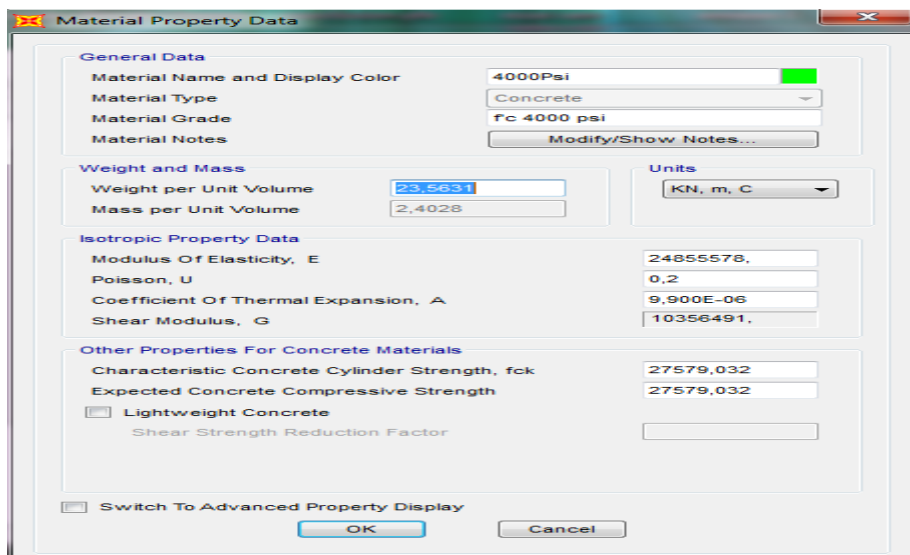 Material Property Data
General Data
Material Name and Display Color 4000Psi
Material Type Concrete
Material Grade f'c 4000 psi
Material Notes Modify/Show Notes...
Weight and Mass Units
Weight per Unit Volume 23,5631 KN, m, C
Mass per Unit Volume 2,4028
Isotropic Property Data
Modulus Of Elasticity, E 24855578,
Poisson, U 0,2
Coefficient Of Thermal Expansion, A 9,900E-06
Shear Modulus, G 10356491,
Other Properties For Concrete Materials
Characteristic Concrete Cylinder Strength, fck 27579,032
Expected Concrete Compressive Strength 27579,032
Lightweight Concrete
Shear Strength Reduction Factor
Switch To Advanced Property Display
OK Cancel